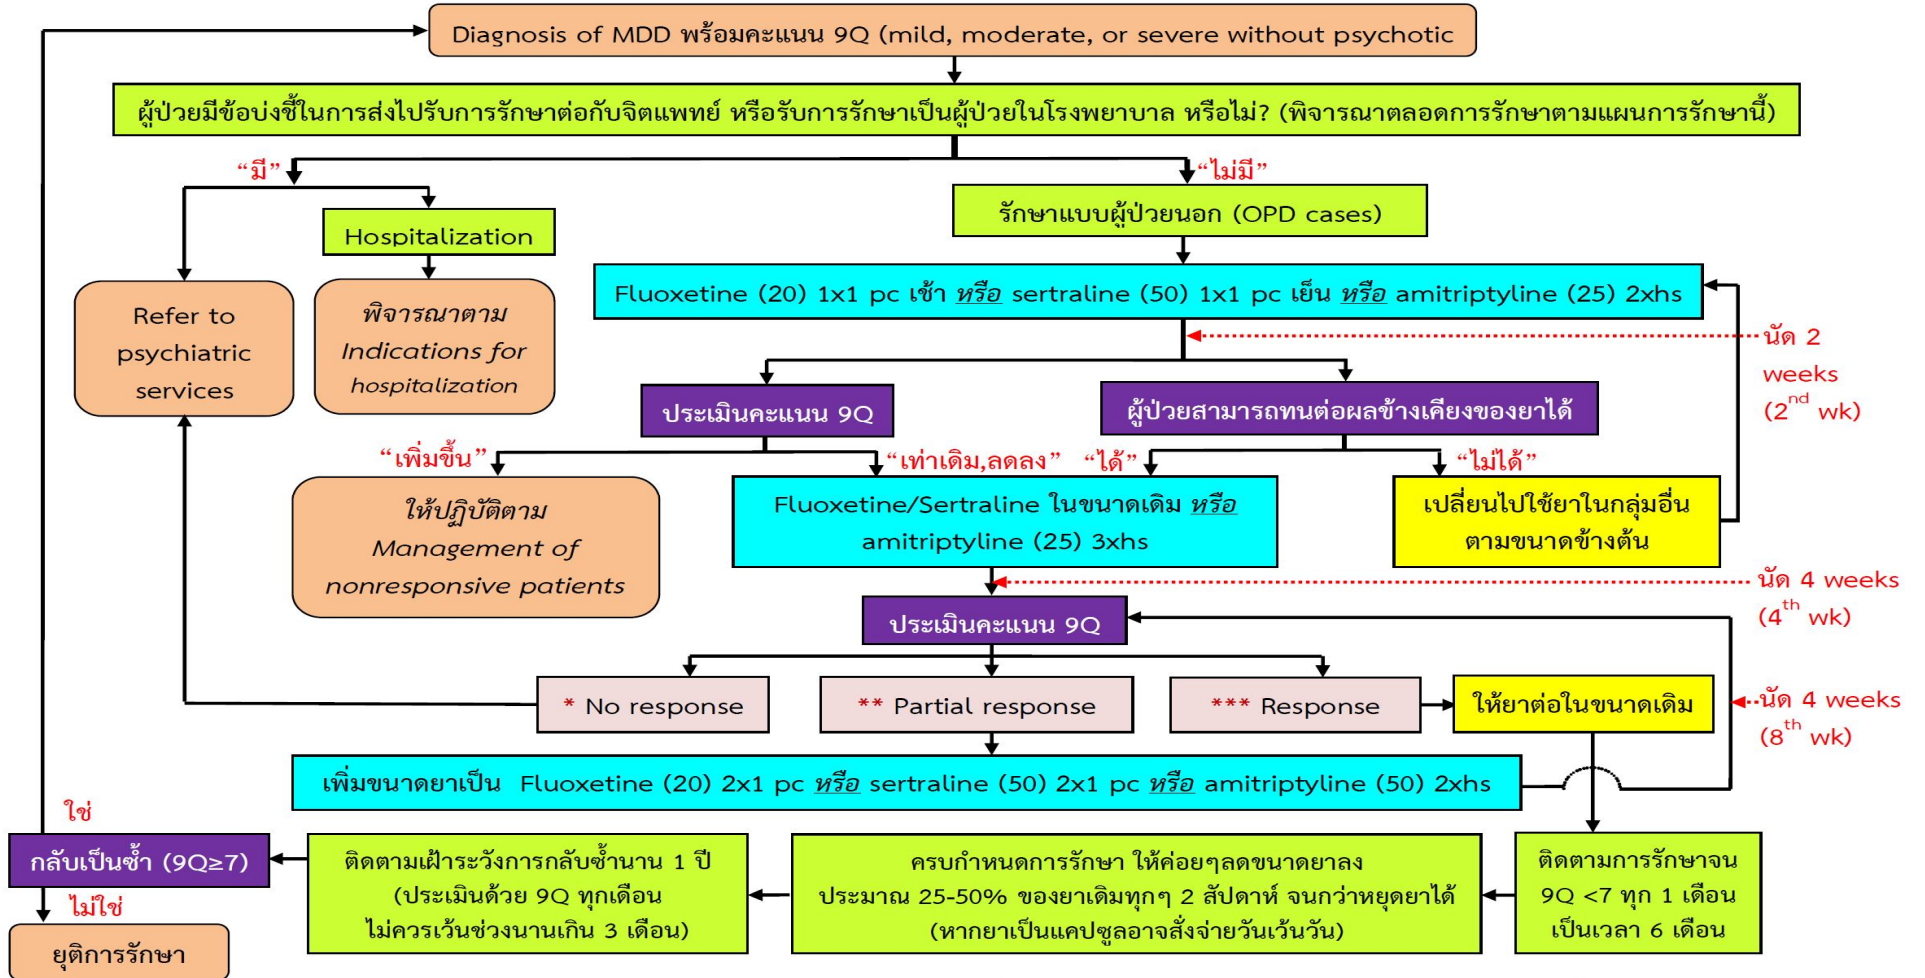 Diagnosis of MDD พร้อมคะแนน 9Q (mild, moderate, or severe without psychotic
ผู้ป่วยมีข้อบ่งชี้ในการส่งไปรับการรักษาต่อกับจิตแพทย์ หรือรับการรักษาเป็นผู้ป่วยในโรงพยาบาล หรือไม่? (พิจารณาตลอดการรักษาตามแผนการรักษานี้)
“มี”
“ไม่มี”
Hospitalization
รักษาแบบผู้ป่วยนอก (OPD cases)
Refer to
psychiatric
services
พิจารณาตาม
Indications for
hospitalization
Fluoxetine (20) 1x1 pc เช้า หรือ sertraline (50) 1x1 pc เย็น หรือ amitriptyline (25) 2xhs
นัด 2
weeks
(2nd wk)
ประเมินคะแนน 9Q
ผู้ป่วยสามารถทนต่อผลข้างเคียงของยาได้
“เพิ่มขึ้น”
“เท่าเดิม,ลดลง”
“ได้”
“ไม่ได้”
ให้ปฏิบัติตาม
Management of
nonresponsive patients
Fluoxetine/Sertraline ในขนาดเดิม หรือ
amitriptyline (25) 3xhs
เปลี่ยนไปใช้ยาในกลุ่มอื่น
ตามขนาดข้างต้น
นัด 4 weeks
(4th wk)
ประเมินคะแนน 9Q
* No response
** Partial response
*** Response
ให้ยาต่อในขนาดเดิม
นัด 4 weeks
(8th wk)
เพิ่มขนาดยาเป็น Fluoxetine (20) 2x1 pc หรือ sertraline (50) 2x1 pc หรือ amitriptyline (50) 2xhs
ใช่
กลับเป็นซ้ำ (9Q≥7)
ไม่ใช่
ยุติการรักษา
ติดตามเฝ้าระวังการกลับซ้ำนาน 1 ปี
(ประเมินด้วย 9Q ทุกเดือน
ไม่ควรเว้นช่วงนานเกิน 3 เดือน)
ครบกำหนดการรักษา ให้ค่อยๆลดขนาดยาลง
ประมาณ 25-50% ของยาเดิมทุกๆ 2 สัปดาห์ จนกว่าหยุดยาได้
(หากยาเป็นแคปซูลอาจสั่งจ่ายวันเว้นวัน)
ติดตามการรักษาจน
9Q <7 ทุก 1 เดือน
เป็นเวลา 6 เดือน